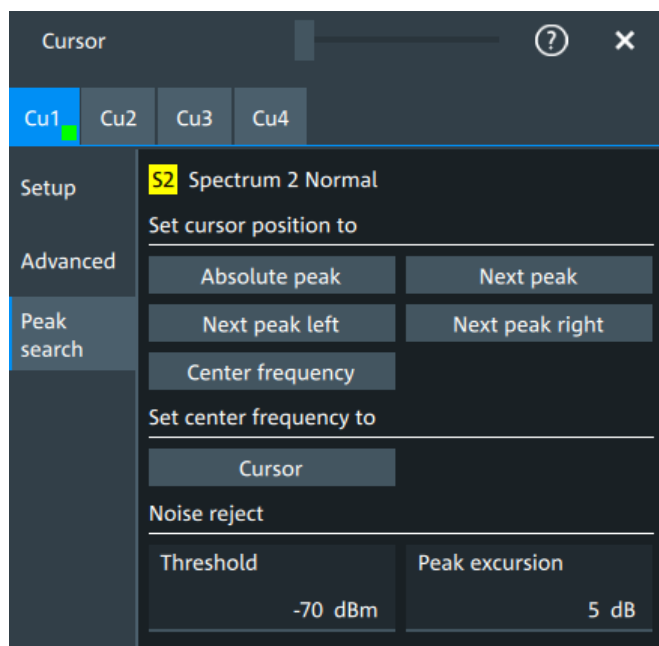 Cursor
Cu1 Cu2 Cu3 Cu4
Setup
Advanced
Peak
search
S2 Spectrum 2 Normal
Set cursor position to
Absolute peak Next peak
Next peak left Next peak right
Center frequency
Set center frequency to
Cursor
Noise reject
Threshold Peak excursion
-70 dBm 5 dB